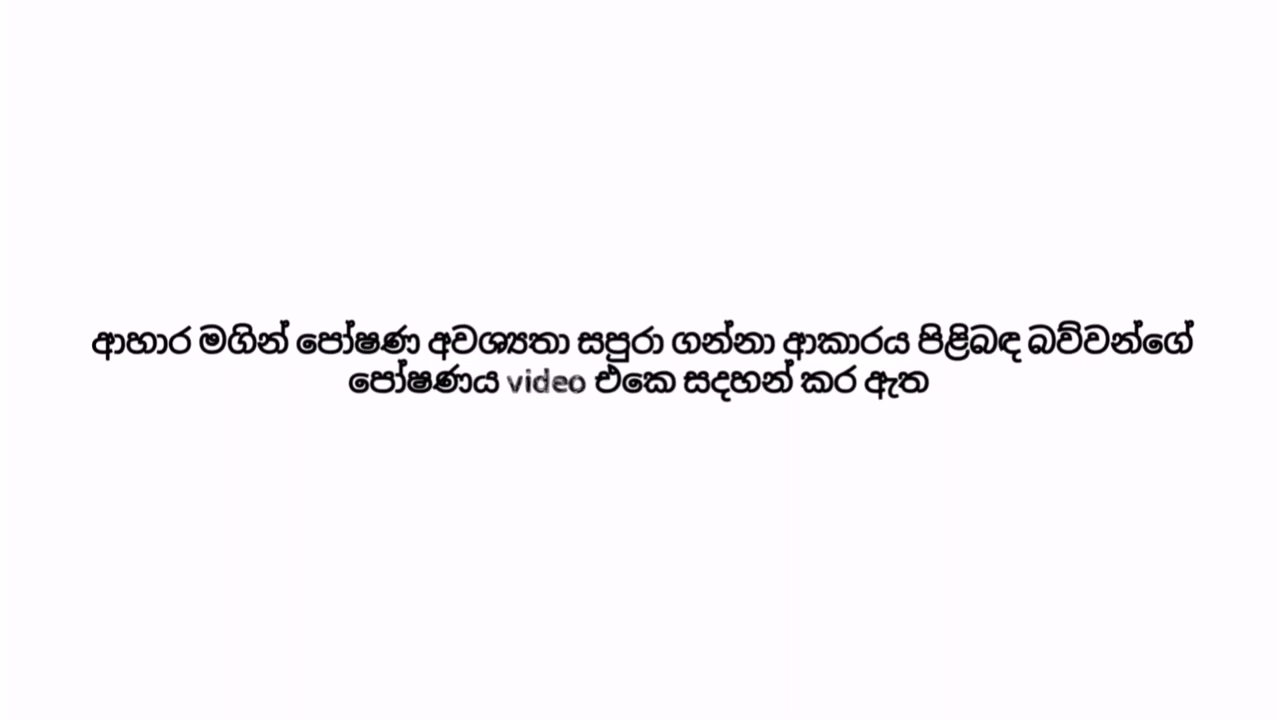 ආහාර මගින් පෝෂණ අවශ්‍යතා සපුරා ගන්නා ආකාරය පිළිබඳ බව්වන්ගේ
පෝෂණය video එකෙ සදහන් කර ඇත